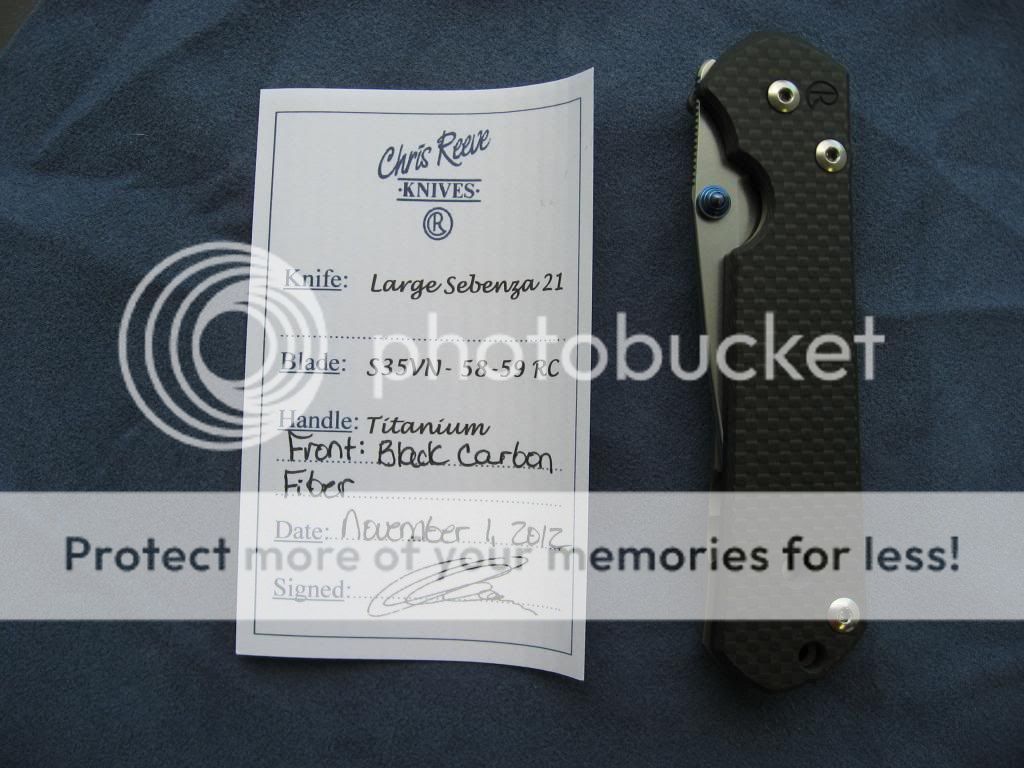 Chris Reeve
·KNIVES·
R
R
Knife: Large Sebenza 21
photobucket
Blade: S35VN - 58-59 RC
Handle: Titanium
Front: Black Carbon
Fiber
Date: November 1, 2012
Protect more of your memories for less!
Signed: